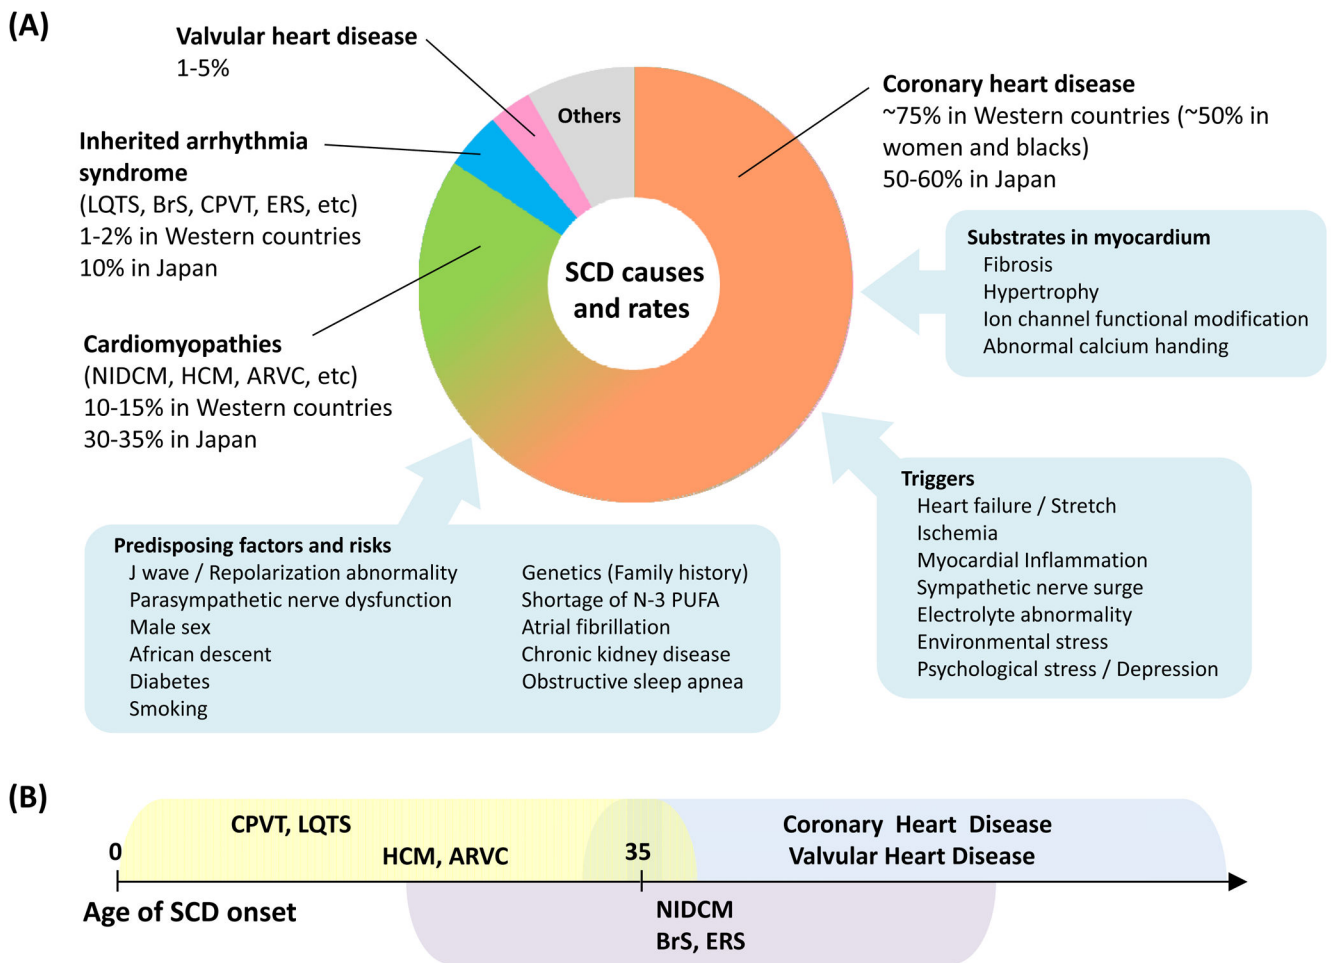 (A)
Valvular heart disease
1-5%
Others
Coronary heart disease
~75% in Western countries (~50% in
women and blacks)
50-60% in Japan
Inherited arrhythmia
syndrome
(LQTS, BrS, CPVT, ERS, etc)
1-2% in Western countries
10% in Japan
SCD causes
and rates
Cardiomyopathies
(NIDCM, HCM, ARVC, etc)
10-15% in Western countries
30-35% in Japan
Substrates in myocardium
Fibrosis
Hypertrophy
Ion channel functional modification
Abnormal calcium handing
Triggers
Heart failure / Stretch
Ischemia
Myocardial Inflammation
Sympathetic nerve surge
Electrolyte abnormality
Environmental stress
Psychological stress / Depression
Predisposing factors and risks
J wave / Repolarization abnormality
Parasympathetic nerve dysfunction
Male sex
African descent
Diabetes
Smoking
Genetics (Family history)
Shortage of N-3 PUFA
Atrial fibrillation
Chronic kidney disease
Obstructive sleep apnea
(B)
CPVT, LQTS
HCM, ARVC
Coronary Heart Disease
Valvular Heart Disease
0
35
Age of SCD onset
NIDCM
BrS, ERS